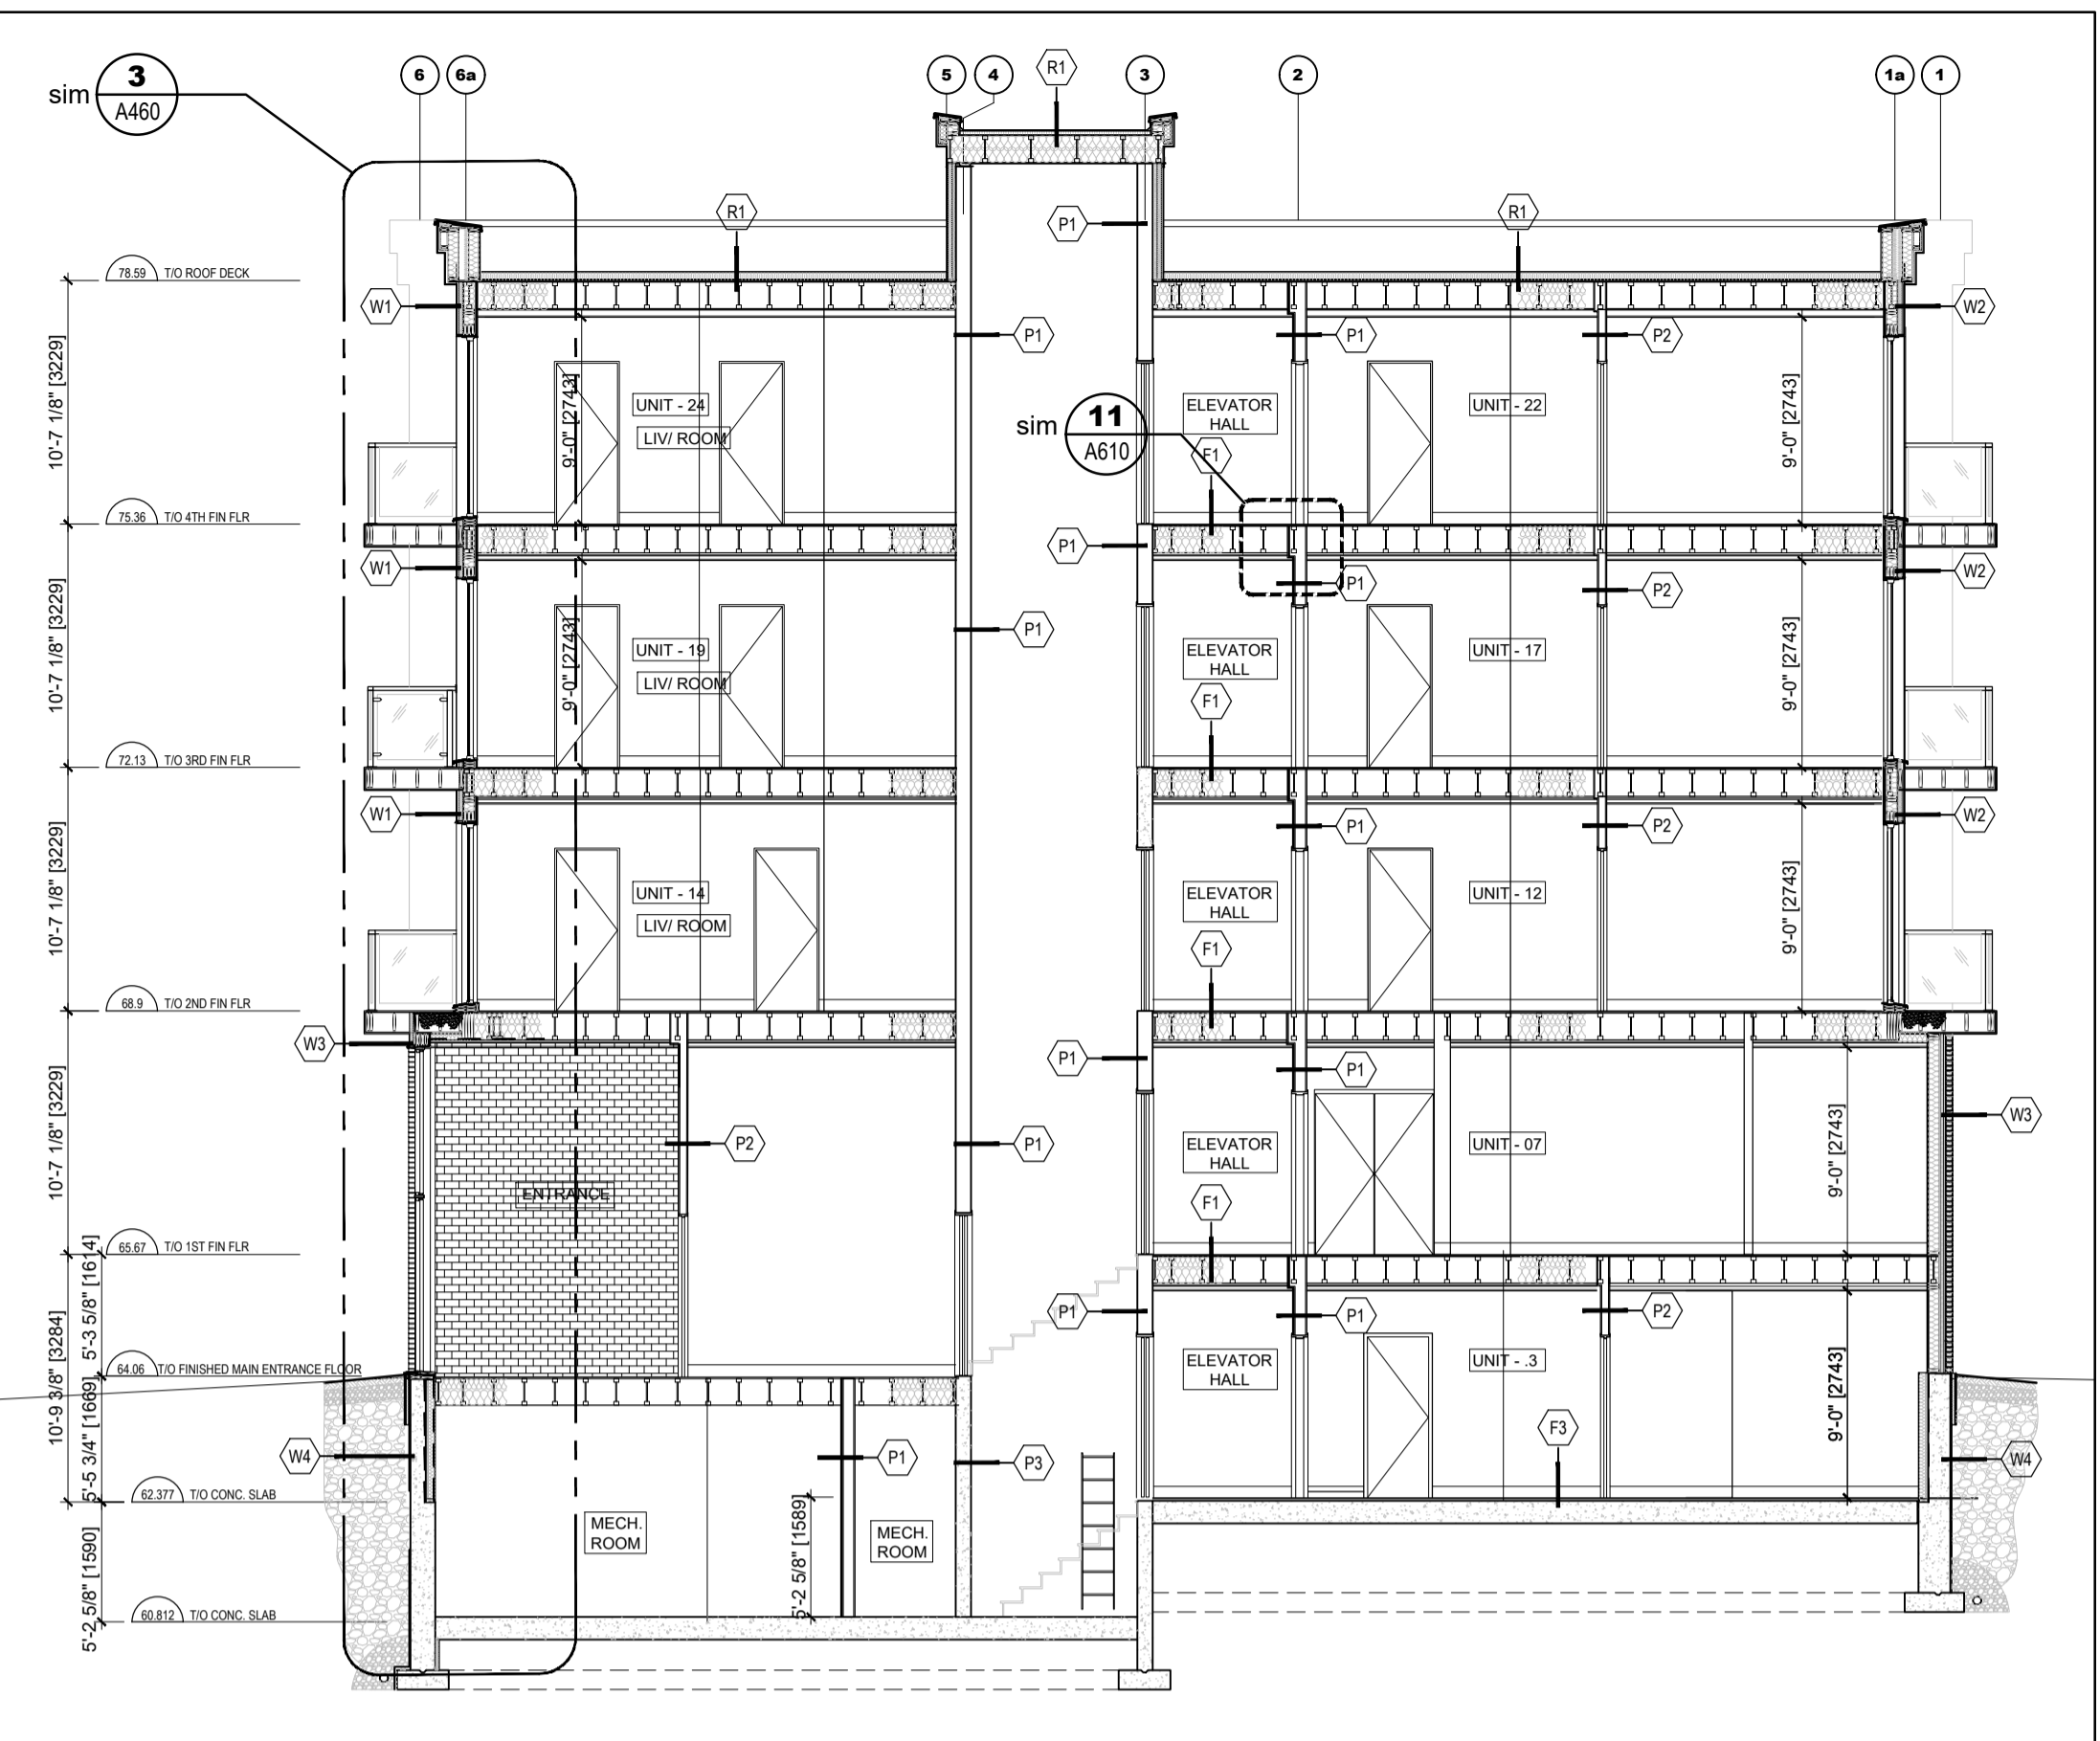 3
sim
A460
6
6a
5
4
R1
3
2
1a
1
R1
P1
R1
78.59 T/O ROOF DECK
W1
W2
P1
P1
P2
10'-7 1/8" [3229]
9'-0" [2743]
UNIT - 24
LIV/ ROOM
sim
11
A610
ELEVATOR
HALL
F1
UNIT - 22
9'-0" [2743]
75.36 T/O 4TH FIN FLR
P1
W1
W2
P1
P2
10'-7 1/8" [3229]
9'-0" [2743]
UNIT - 19
LIV/ ROOM
P1
ELEVATOR
HALL
F1
UNIT - 17
9'-0" [2743]
72.13 T/O 3RD FIN FLR
W1
W2
P1
P2
10'-7 1/8" [3229]
UNIT - 14
LIV/ ROOM
ELEVATOR
HALL
F1
UNIT - 12
9'-0" [2743]
68.9 T/O 2ND FIN FLR
W3
P1
P1
W3
10'-7 1/8" [3229]
P2
P1
ENTRANCE
ELEVATOR
HALL
F1
UNIT - 07
9'-0" [2743]
65.67 T/O 1ST FIN FLR
5'-3 5/8" [1614]
10'-9 3/8" [3284]
P1
P1
P2
ELEVATOR
HALL
UNIT - .3
9'-0" [2743]
64.06 T/O FINISHED MAIN ENTRANCE FLOOR
5'-5 3/4" [1669]
W4
P1
P3
F3
W4
62.377 T/O CONC. SLAB
MECH.
ROOM
5'-2 5/8" [1589]
MECH.
ROOM
5'-2 5/8" [1590]
60.812 T/O CONC. SLAB